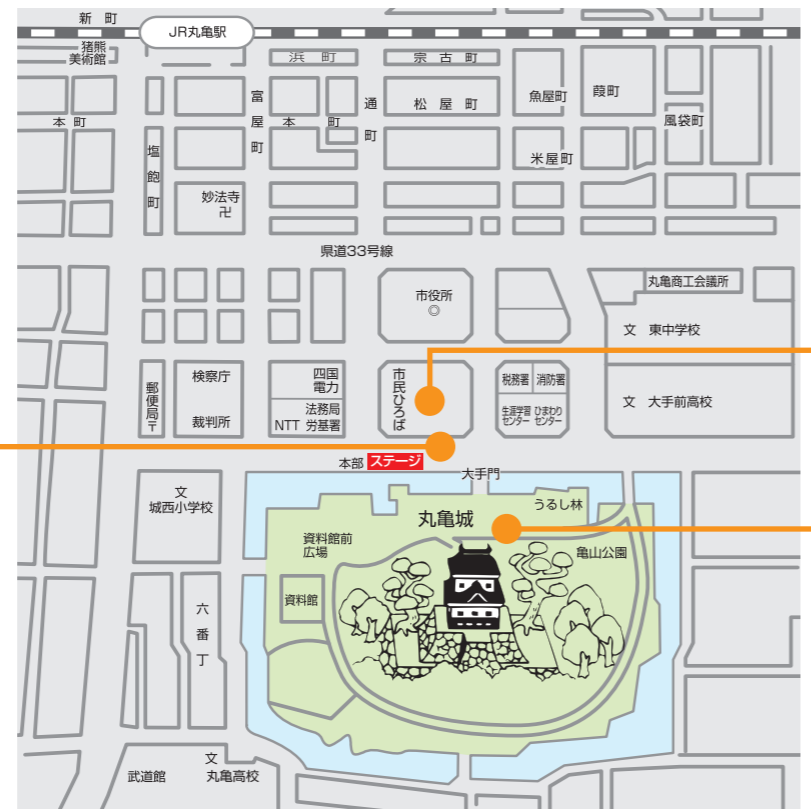 新町
JR丸亀駅
猪熊
美術館
浜町
宗古町
本町
富屋町
本町
通町
松屋町
魚屋町
葭町
風袋町
塩飽町
米屋町
妙法寺
卍
県道33号線
市役所
◎
丸亀商工会議所
文 東中学校
郵便局〒
検察庁
裁判所
四国
電力
法務局
NTT 労基署
市民ひろば
税務署
消防署
生涯学習
センター
ひまわり
センター
文 大手前高校
本部 ステージ
大手門
文
城西小学校
丸亀城
うるし林
資料館前
広場
亀山公園
資料館
六番丁
武道館
文
丸亀高校